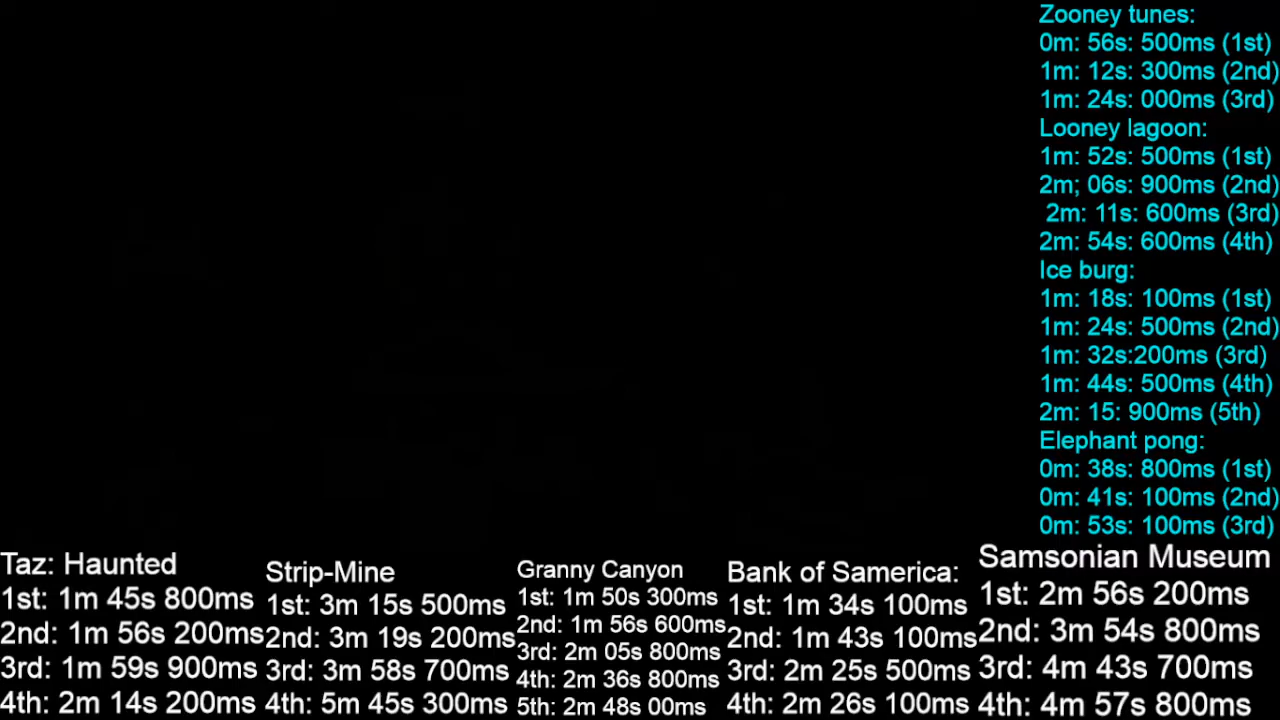 Zooney tunes:
0m: 56s: 500ms (1st)
1m: 12s: 300ms (2nd)
1m: 24s: 000ms (3rd)
Looney lagoon:
1m: 52s: 500ms (1st)
2m; 06s: 900ms (2nd)
2m: 11s: 600ms (3rd)
2m: 54s: 600ms (4th)
Ice burg:
1m: 18s: 100ms (1st)
1m: 24s: 500ms (2nd)
1m: 32s:200ms (3rd)
1m: 44s: 500ms (4th)
2m: 15: 900ms (5th)
Elephant pong:
0m: 38s: 800ms (1st)
0m: 41s: 100ms (2nd)
0m: 53s: 100ms (3rd)
Taz: Haunted
1st: 1m 45s 800ms
2nd: 1m 56s 200ms
3rd: 1m 59s 900ms
4th: 2m 14s 200ms
Strip-Mine
1st: 3m 15s 500ms
2nd: 3m 19s 200ms
3rd: 3m 58s 700ms
4th: 5m 45s 300ms
Granny Canyon
1st: 1m 50s 300ms
2nd: 1m 56s 600ms
3rd: 2m 05s 800ms
4th: 2m 36s 800ms
5th: 2m 48s 00ms
Bank of Samerica:
1st: 1m 34s 100ms
2nd: 1m 43s 100ms
3rd: 2m 25s 500ms
4th: 2m 26s 100ms
Samsonian Museum
1st: 2m 56s 200ms
2nd: 3m 54s 800ms
3rd: 4m 43s 700ms
4th: 4m 57s 800ms